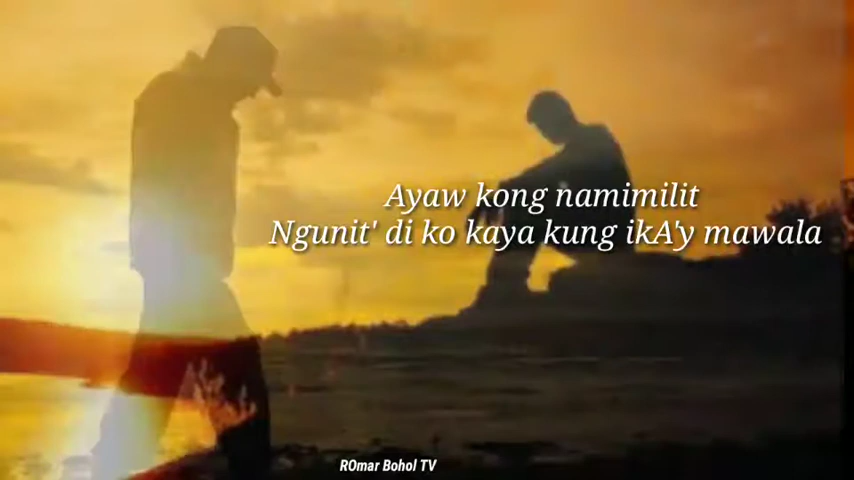 Ayaw kong namimilit
Ngunit' di ko kaya kung ikA'y mawala
ROmar Bohol TV